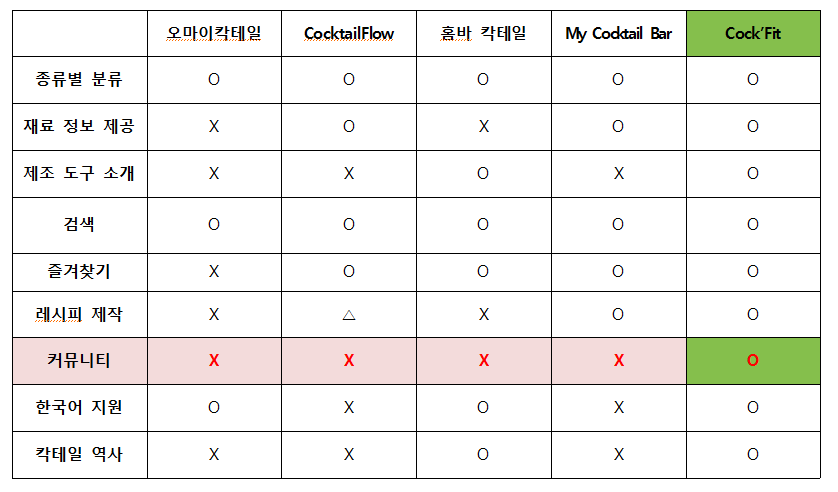 오마이칵테일 CocktailFlow 홈바 칵테일 My Cocktail Bar Cock’Fit
종류별 분류 O O O O O
재료 정보 제공 X O X O O
제조 도구 소개 X X O X O
검색 O O O O O
즐겨찾기 X O O O O
레시피 제작 X △ X O O
커뮤니티 X X X X O
한국어 지원 O X O X O
칵테일 역사 X X O X O